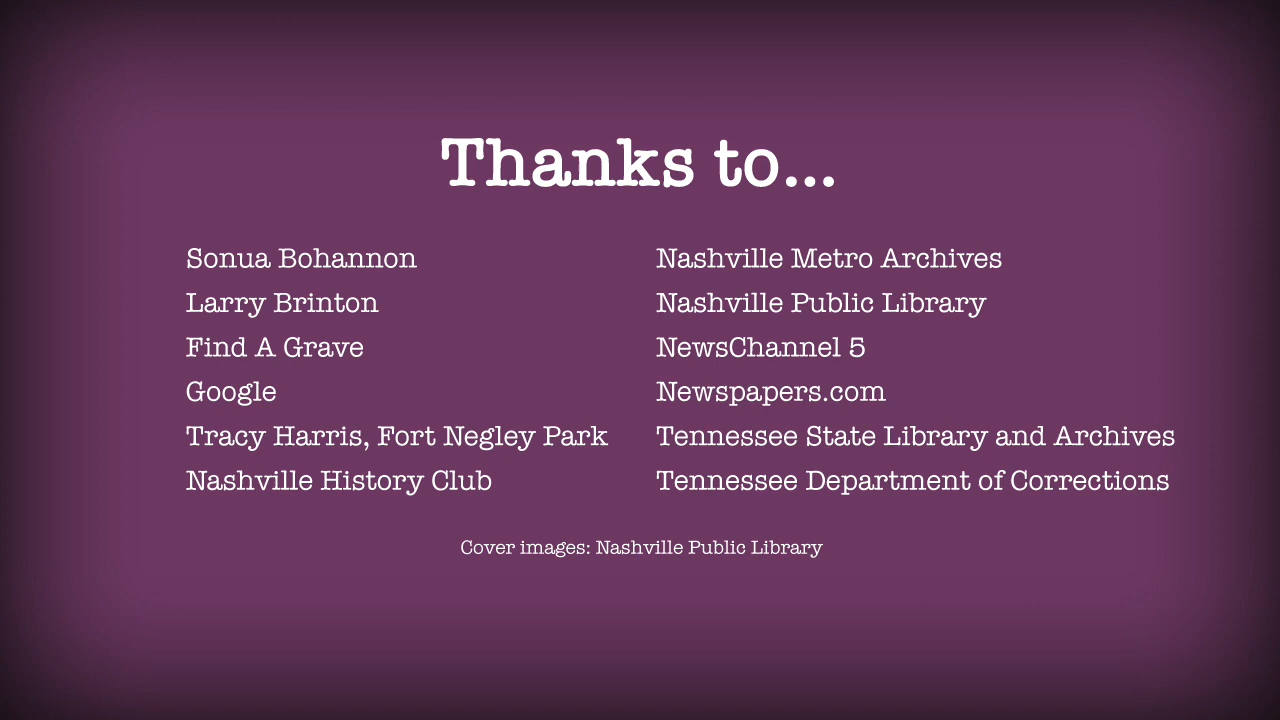 Thanks to...
Sonua Bohannon
Larry Brinton
Find A Grave
Google
Tracy Harris, Fort Negley Park
Nashville History Club
Nashville Metro Archives
Nashville Public Library
NewsChannel 5
Newspapers.com
Tennessee State Library and Archives
Tennessee Department of Corrections
Cover images: Nashville Public Library